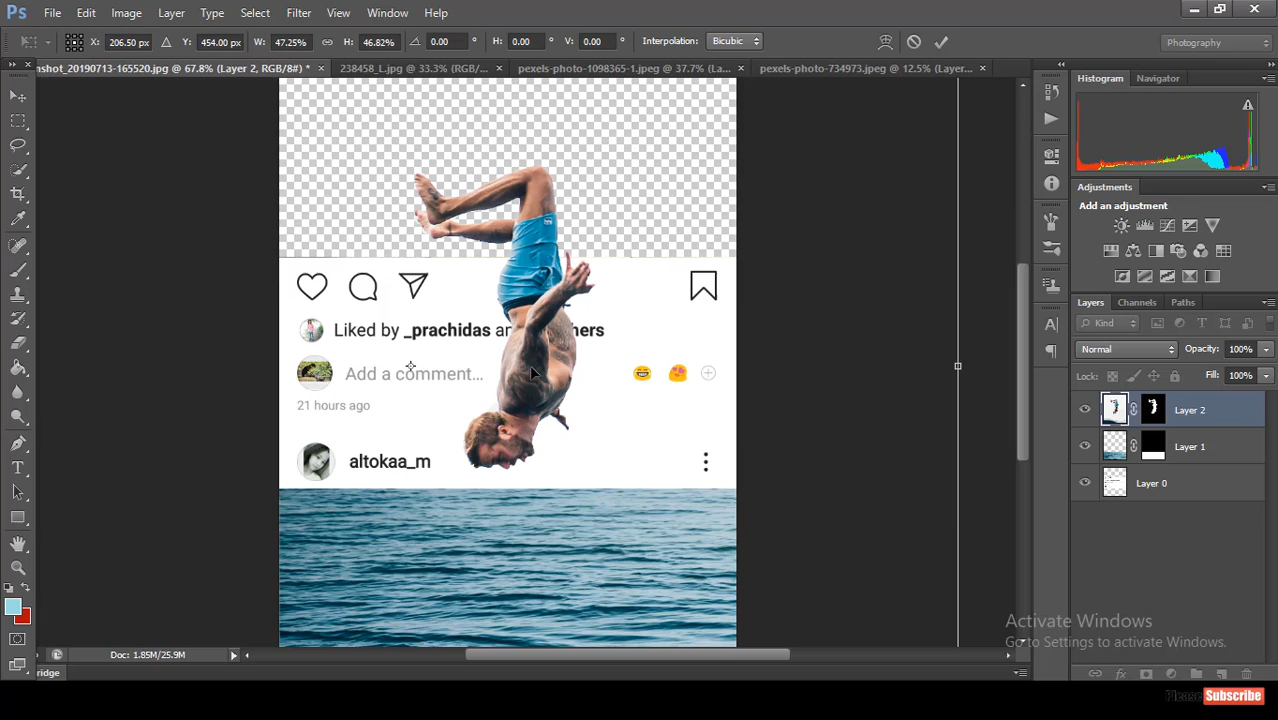 Ps File Edit Image Layer Type Select Filter View Window Help
X: 206.50 px Y: 454.00 px W: 47.25% H: 46.82% 0.00 ° H: 0.00 ° V: 0.00 ° Interpolation: Bicubic Photography
nshot_20190713-165520.jpg @ 67.8% (Layer 2, RGB/8#) * × 238458_L.jpg @ 33.3% (RGB/... × pexels-photo-1098365-1.jpeg @ 37.7% (La... × pexels-photo-734973.jpeg @ 12.5% (Layer... ×
Histogram Navigator
Adjustments
Add an adjustment
Liked by _prachidas an hers
Add a comment...
21 hours ago
altokaa_m
Layers Channels Paths
Kind
Normal Opacity: 100%
Lock: Fill: 100%
Layer 2
Layer 1
Layer 0
Activate Windows
Go to Settings to activate Windows.
Doc: 1.85M/25.9M
ridge
Please Subscribe